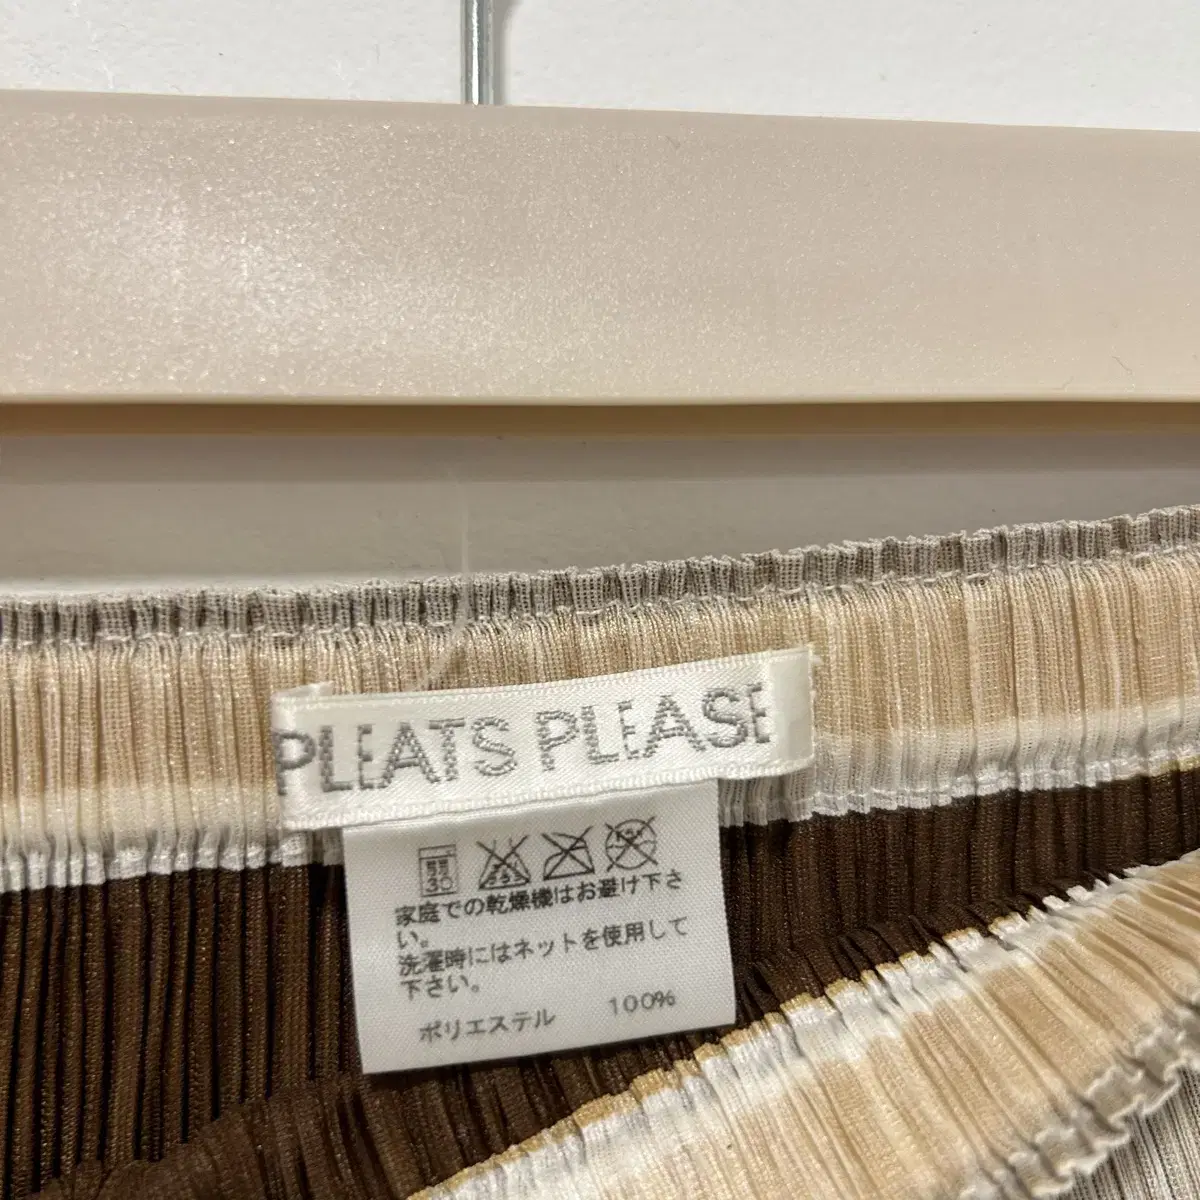 PLEATS PLEASE
30
家庭での乾燥機はお避け下さ
い。
洗濯時にはネットを使用して
下さい。
ポリエステル 100%